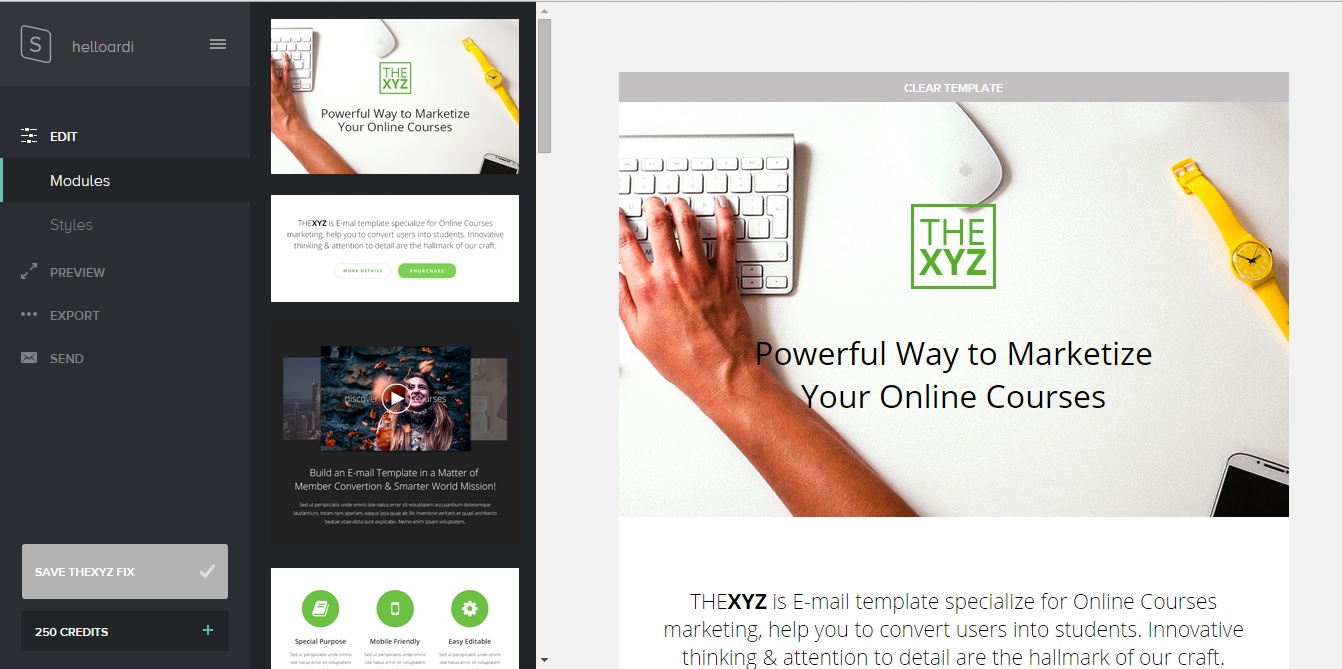 S
helloardi
EDIT
Modules
Styles
PREVIEW
EXPORT
SEND
SAVE THEXYZ FIX
250 CREDITS +
THE
XYZ
Powerful Way to Marketize
Your Online Courses
THEXYZ is E-mal template specialize for Online Courses
marketing, help you to convert users into students. Innovative
thinking & attention to detail are the hallmark of our craft.
MORE DETAILS
PHURCHASE
discover courses
Build an E-mail Template in a Matter of
Member Convertion & Smarter World Mission!
Sed ut perspiciatis unde omnis iste natus error sit voluptatem accusantium doloremque
laudantium, totam rem aperiam, eaque ipsa quae ab illo inventore veritatis et quasi architecto
beatae vitae dicta sunt explicabo. Nemo enim ipsam voluptatem.
Special Purpose
Mobile Friendly
Easy Editable
Sed ut perspiciatis unde omnis
iste natus error sit voluptatem
Sed ut perspiciatis unde omnis
iste natus error sit voluptatem
Sed ut perspiciatis unde omnis
iste natus error sit voluptatem
CLEAR TEMPLATE
THE
XYZ
Powerful Way to Marketize
Your Online Courses
THEXYZ is E-mail template specialize for Online Courses
marketing, help you to convert users into students. Innovative
thinking & attention to detail are the hallmark of our craft.